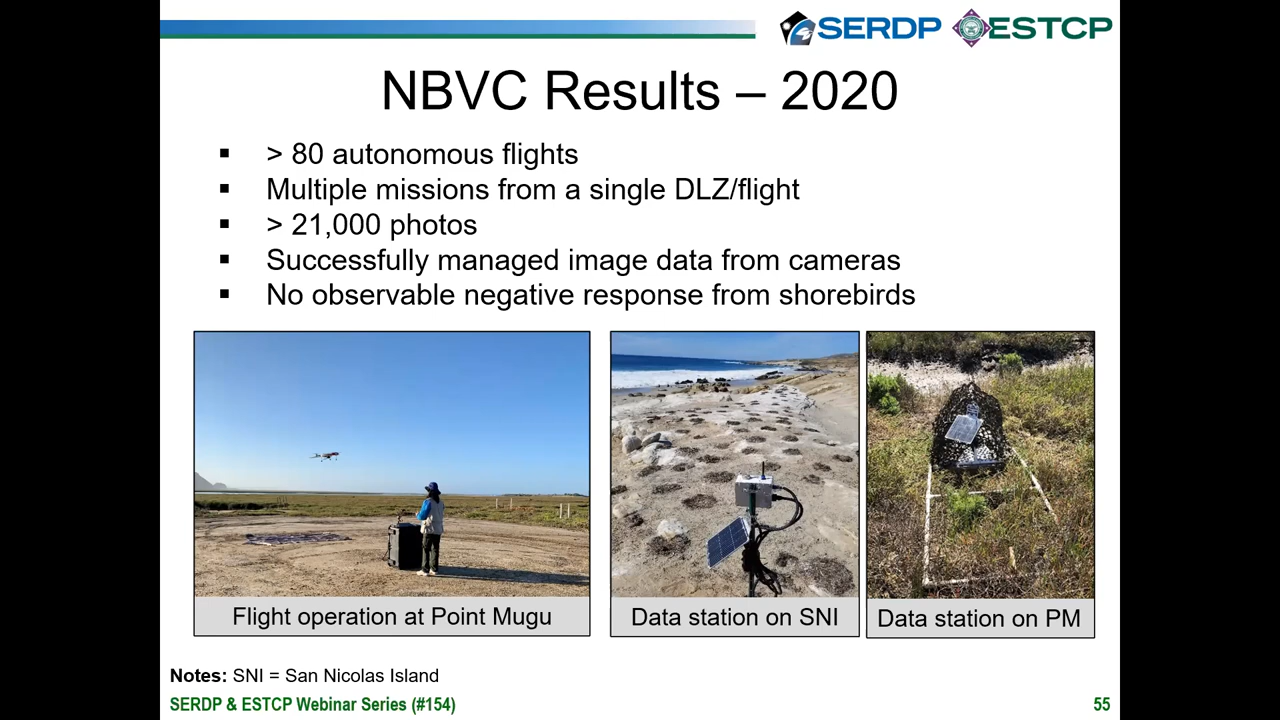 SERDP ESTCP
NBVC Results – 2020
▪ > 80 autonomous flights
▪ Multiple missions from a single DLZ/flight
▪ > 21,000 photos
▪ Successfully managed image data from cameras
▪ No observable negative response from shorebirds
Flight operation at Point Mugu
Data station on SNI
Data station on PM
Notes: SNI = San Nicolas Island
SERDP & ESTCP Webinar Series (#154)
55